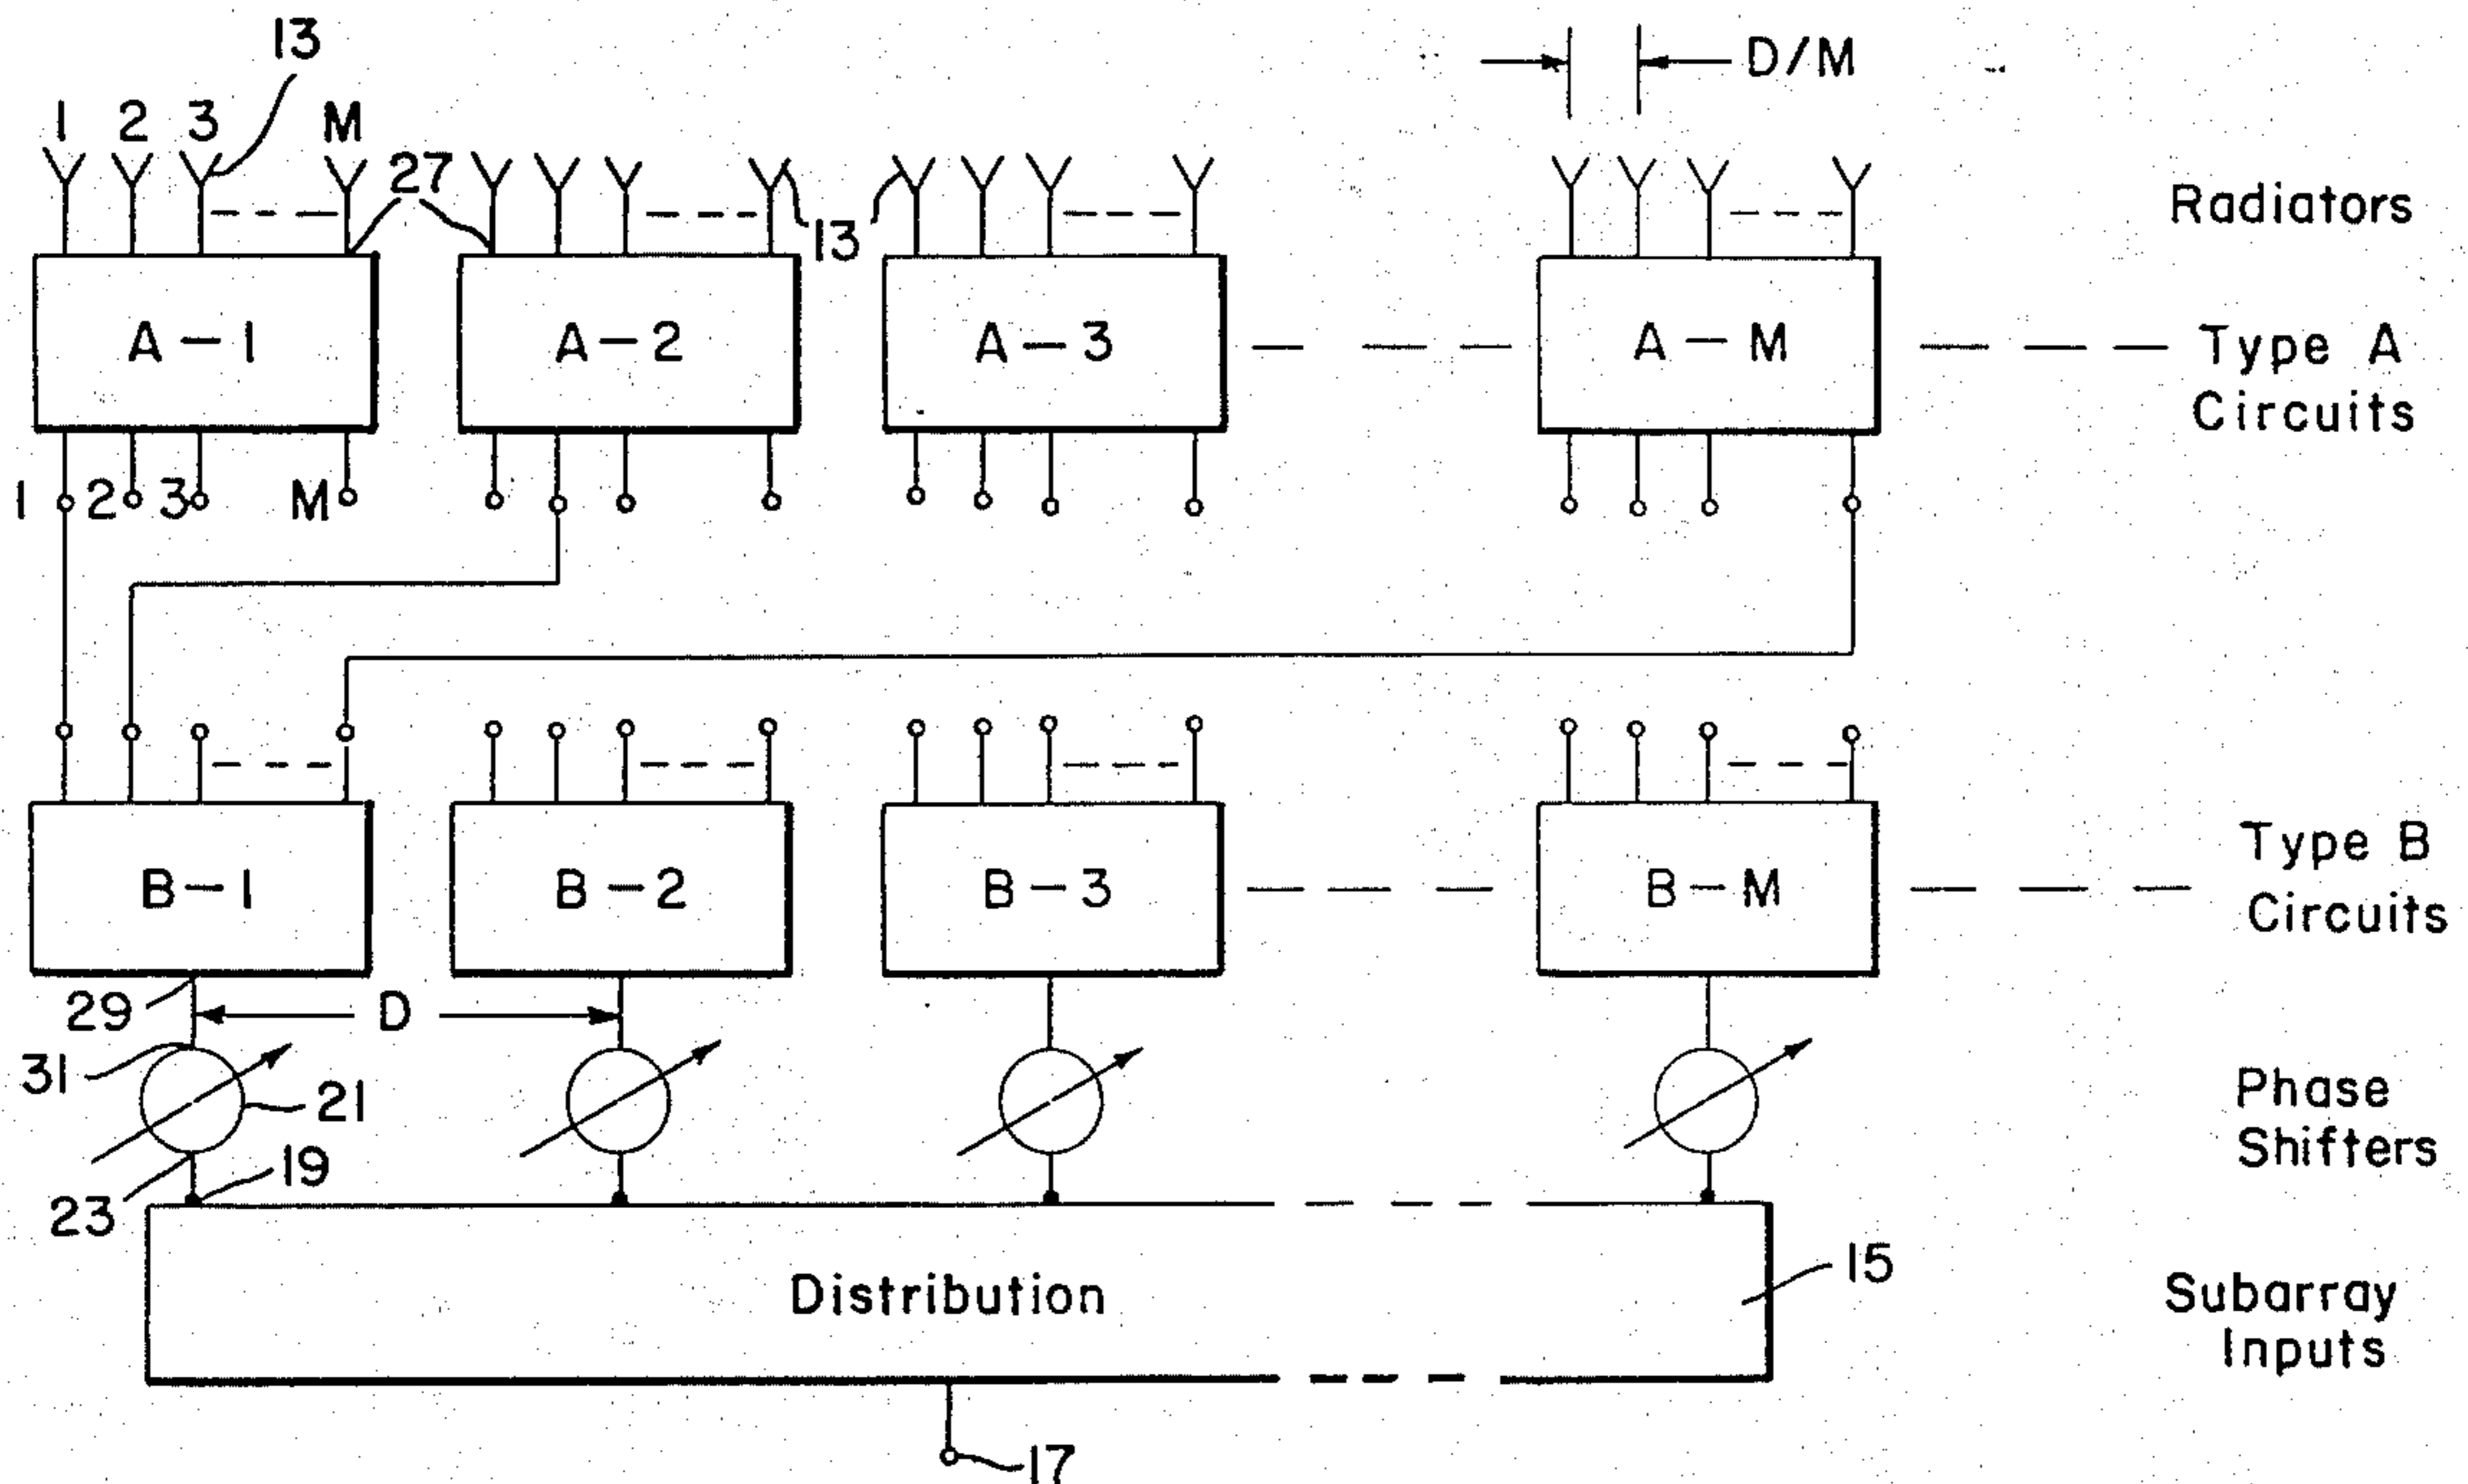 13
D/M
1 2 3 M
27
13
Radiators
A-1 A-2 A-3 A-M
Type A
Circuits
1 2 3 M
B-1 B-2 B-3 B-M
Type B
Circuits
29
D
31
21
Phase
Shifters
19
23
Distribution
15
Subarray
Inputs
17